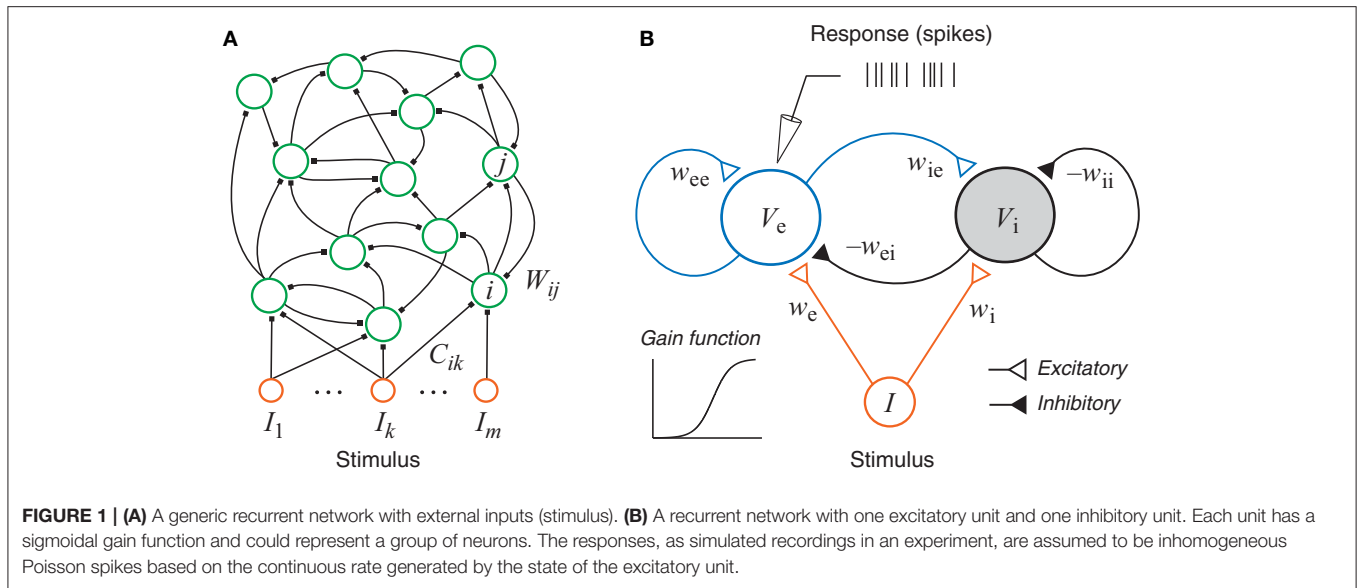 A
j
i
W_ij
C_ik
... ...
I_1 I_k I_m
Stimulus
B
Response (spikes)
w_ee
V_e
w_ie
V_i
–w_ii
–w_ei
w_e
w_i
Gain function
I
Stimulus
Excitatory
Inhibitory
FIGURE 1 | (A) A generic recurrent network with external inputs (stimulus). (B) A recurrent network with one excitatory unit and one inhibitory unit. Each unit has a
sigmoidal gain function and could represent a group of neurons. The responses, as simulated recordings in an experiment, are assumed to be inhomogeneous
Poisson spikes based on the continuous rate generated by the state of the excitatory unit.